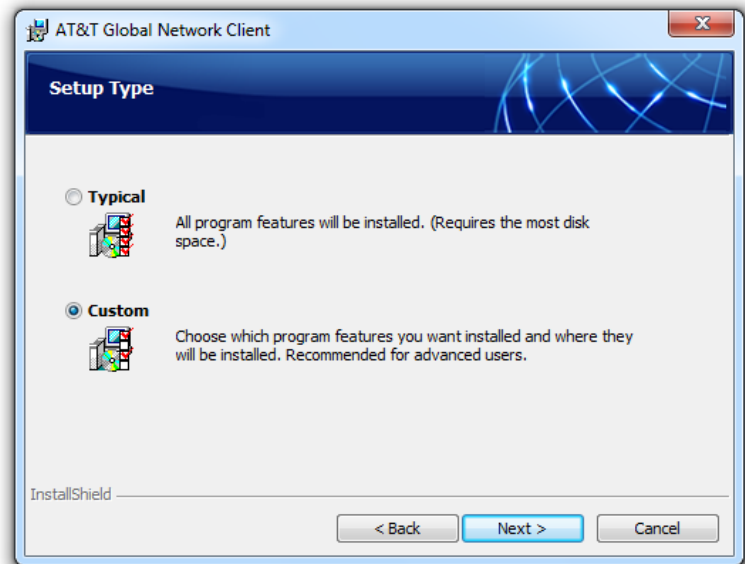 AT&T Global Network Client
Setup Type
Typical
All program features will be installed. (Requires the most disk
space.)
Custom
Choose which program features you want installed and where they
will be installed. Recommended for advanced users.
InstallShield
< Back
Next >
Cancel